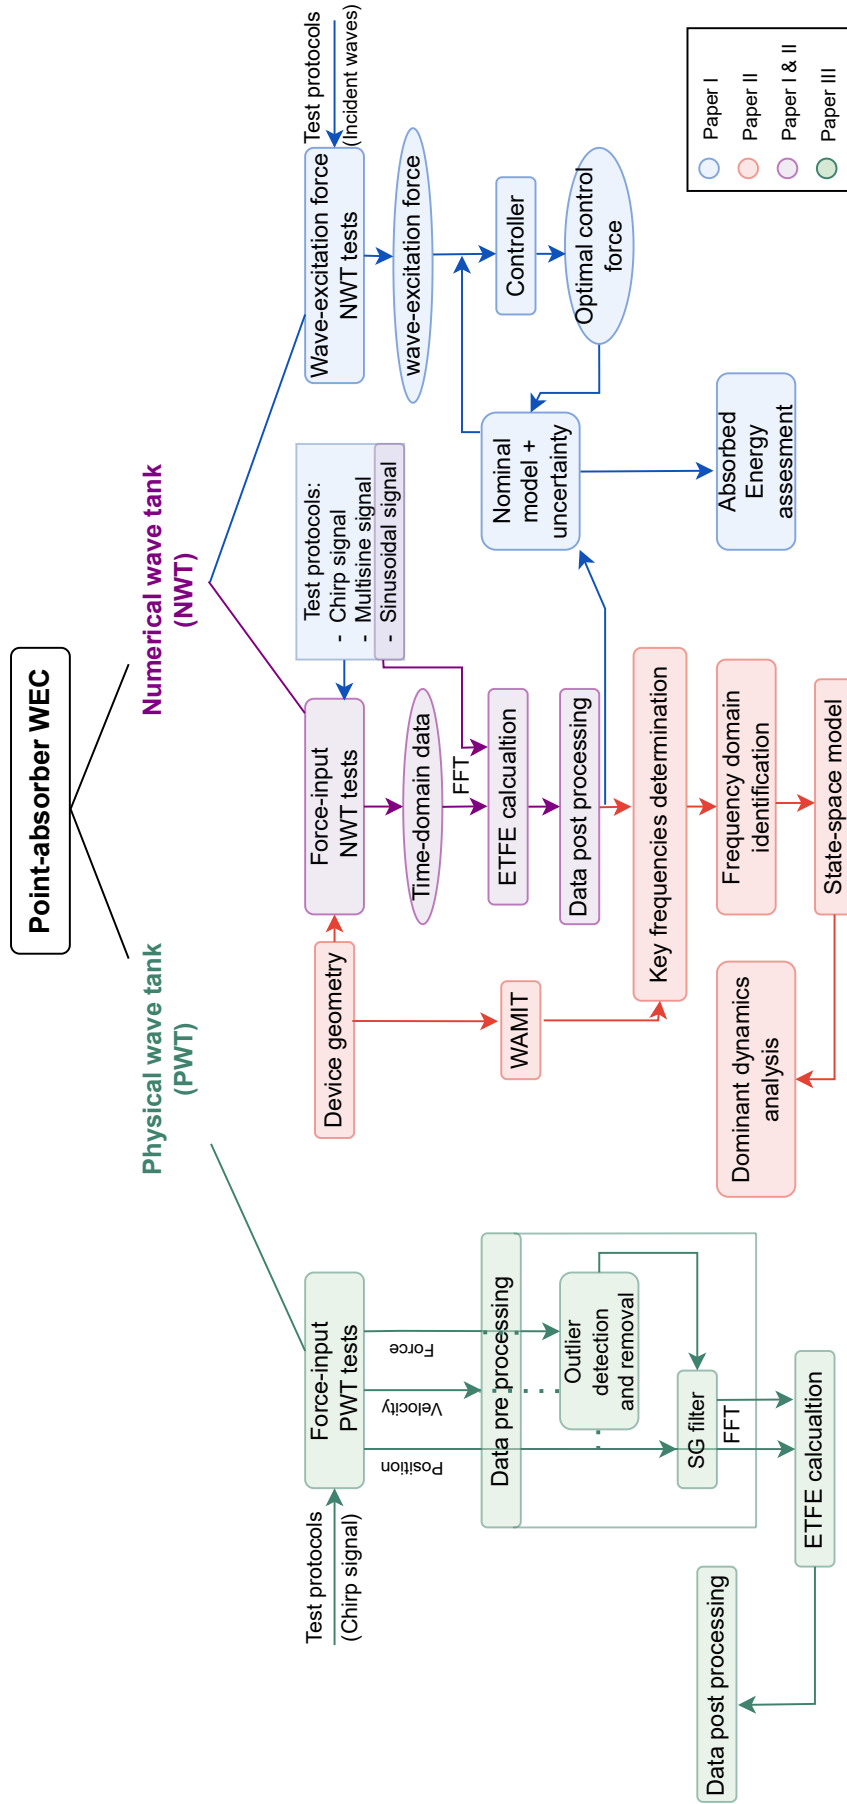 Point-absorber WEC
Physical wave tank
(PWT)
Numerical wave tank
(NWT)
Test protocols
(Chirp signal)
Force-input
PWT tests
Position
Velocity
Force
Data pre processing
Outlier
detection
and removal
SG filter
FFT
ETFE calcualtion
Data post processing
Device geometry
WAMIT
Force-input
NWT tests
Test protocols:
- Chirp signal
- Multisine signal
- Sinusoidal signal
Time-domain data
FFT
ETFE calcualtion
Data post processing
Key frequencies determination
Frequency domain
identification
State-space model
Dominant dynamics
analysis
Test protocols
(Incident waves)
Wave-excitation force
NWT tests
wave-excitation force
Controller
Optimal control
force
Nominal
model +
uncertainty
Absorbed
Energy
assesment
Paper I
Paper II
Paper I & II
Paper III